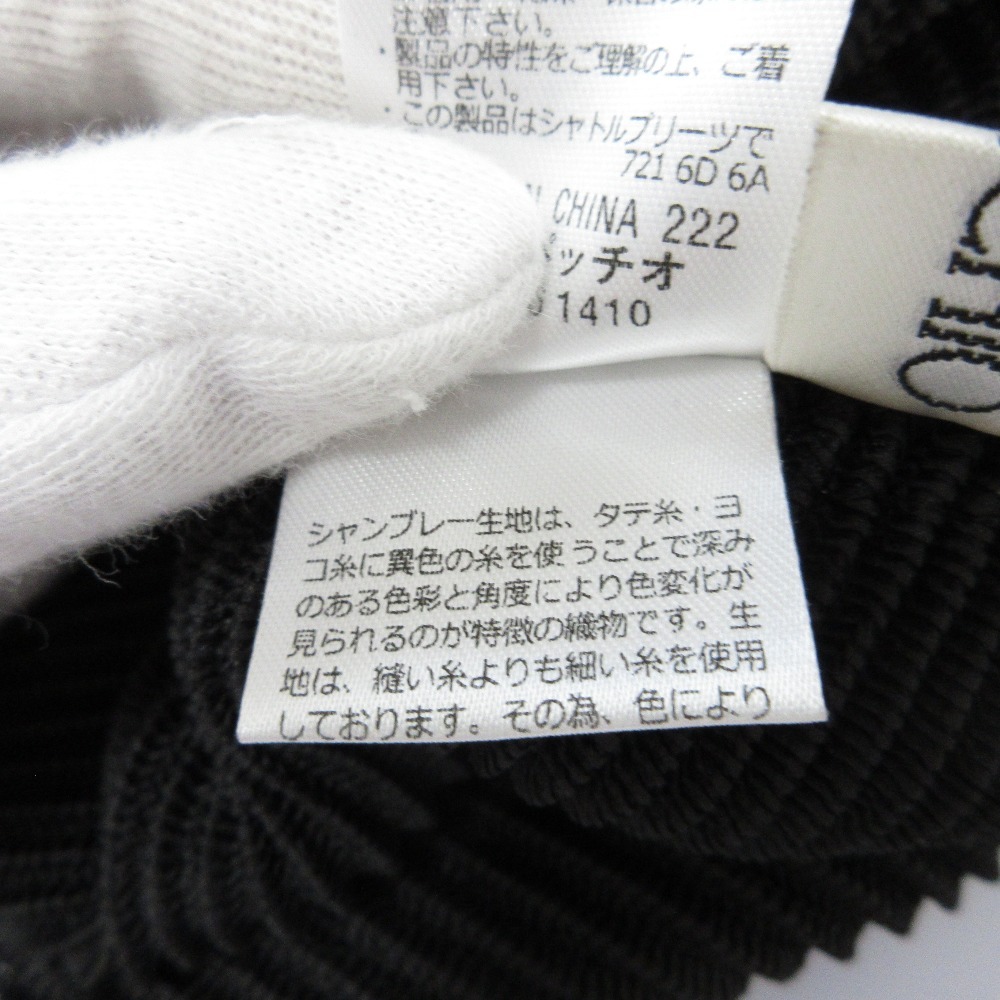 注意下さい。
・製品の特性をご理解の上、ご着
用下さい。
・この製品はシャトルプリーツで
721 6D 6A
CHINA 222
ッチオ
1410
シャンブレー生地は、タテ糸・ヨ
コ糸に異色の糸を使うことで深み
のある色彩と角度により色変化が
見られるのが特徴の織物です。生
地は、縫い糸よりも細い糸を使用
しております。その為、色により